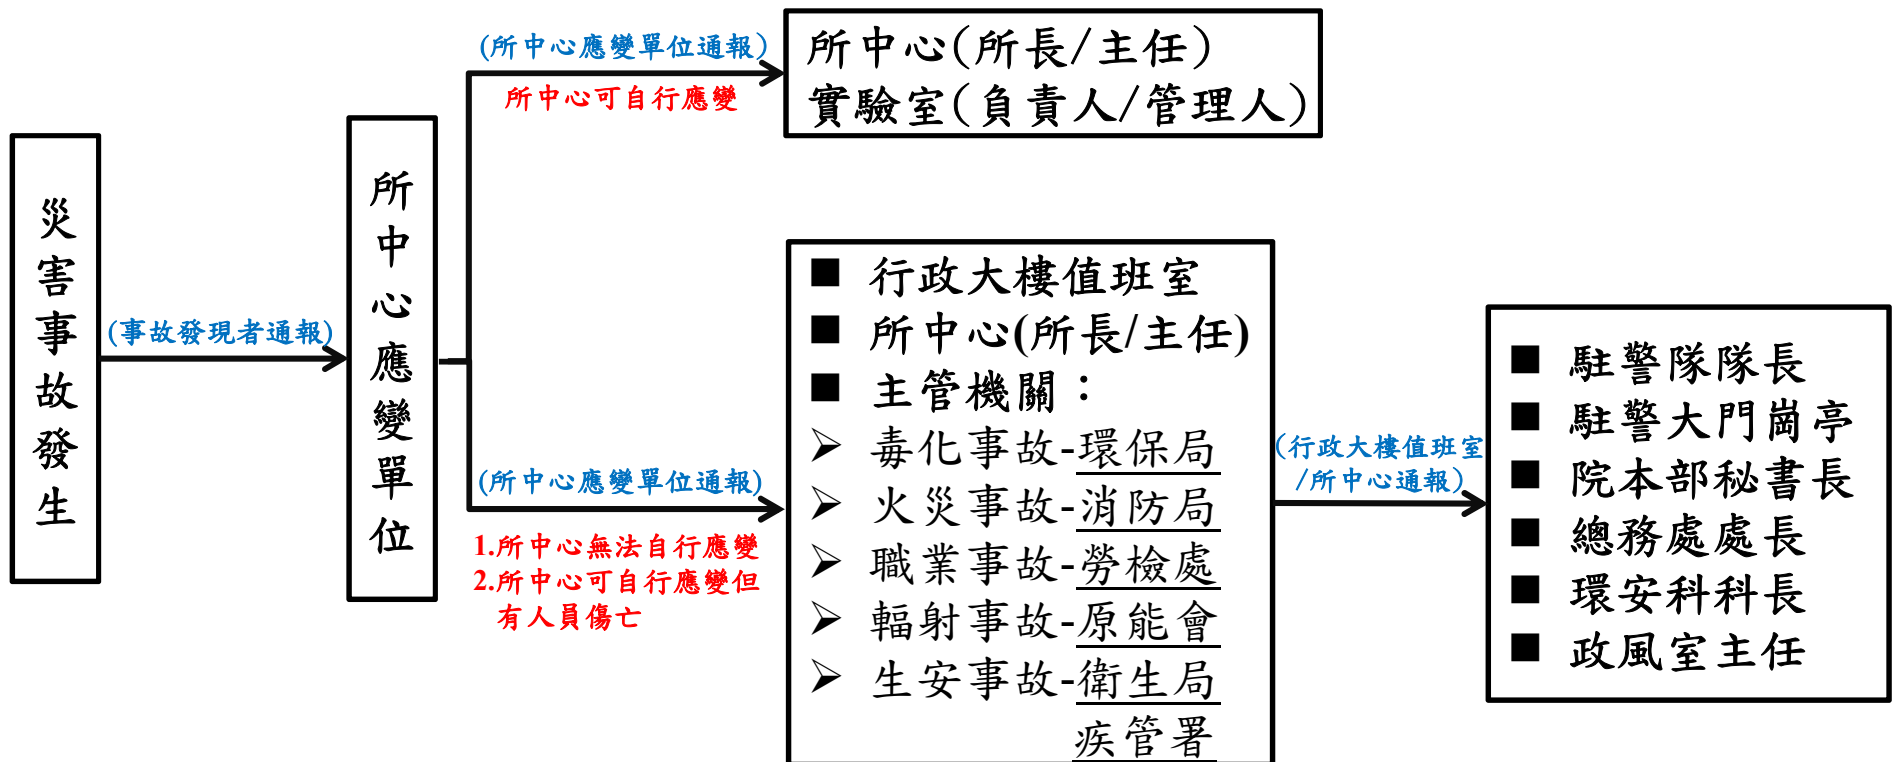 災害事故發生
(事故發現者通報)
所中心應變單位
(所中心應變單位通報)
所中心可自行應變
所中心(所長/主任)
實驗室(負責人/管理人)
(所中心應變單位通報)
1.所中心無法自行應變
2.所中心可自行應變但
有人員傷亡
■ 行政大樓值班室
■ 所中心(所長/主任)
■ 主管機關：
➢ 毒化事故-環保局
➢ 火災事故-消防局
➢ 職業事故-勞檢處
➢ 輻射事故-原能會
➢ 生安事故-衛生局
疾管署
(行政大樓值班室
/所中心通報)
■ 駐警隊隊長
■ 駐警大門崗亭
■ 院本部秘書長
■ 總務處處長
■ 環安科科長
■ 政風室主任